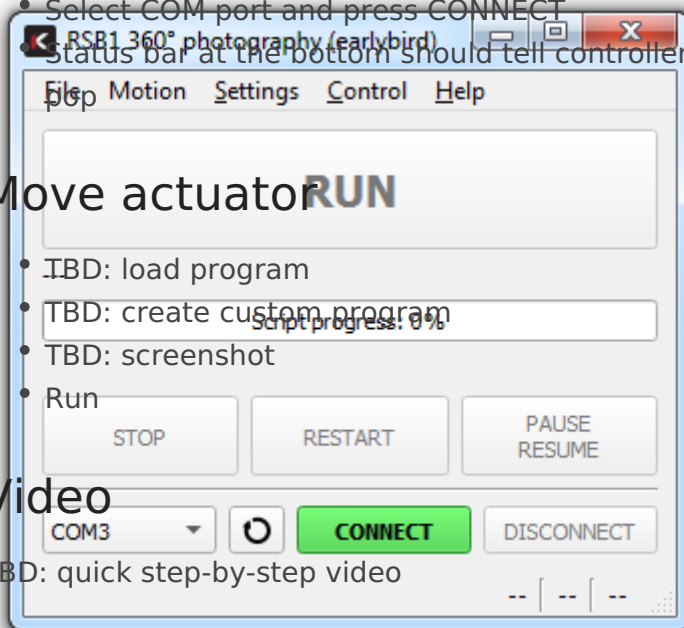 Select COM port and press CONNECT
RSB1 360° photography (earlybird)
Status bar at the bottom should tell controller
pop
File Motion Settings Control Help
RUN
Move actuator
---
TBD: load program
TBD: create custom program
Script progress: 0%
TBD: screenshot
Run
STOP RESTART PAUSE RESUME
Video
COM3 CONNECT DISCONNECT
BD: quick step-by-step video
-- -- --